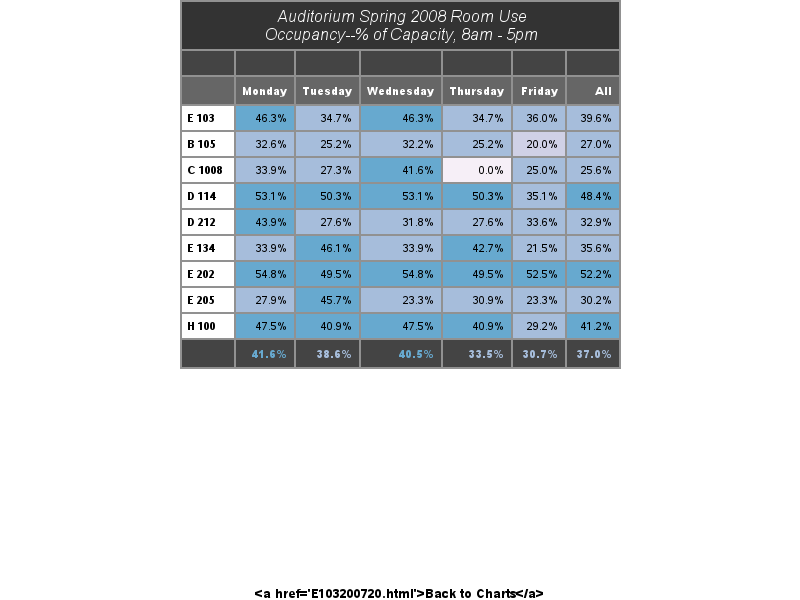 Auditorium Spring 2008 Room Use
Occupancy--% of Capacity, 8am - 5pm
Monday Tuesday Wednesday Thursday Friday All
E 103 46.3% 34.7% 46.3% 34.7% 36.0% 39.6%
B 105 32.6% 25.2% 32.2% 25.2% 20.0% 27.0%
C 1008 33.9% 27.3% 41.6% 0.0% 25.0% 25.6%
D 114 53.1% 50.3% 53.1% 50.3% 35.1% 48.4%
D 212 43.9% 27.6% 31.8% 27.6% 33.6% 32.9%
E 134 33.9% 46.1% 33.9% 42.7% 21.5% 35.6%
E 202 54.8% 49.5% 54.8% 49.5% 52.5% 52.2%
E 205 27.9% 45.7% 23.3% 30.9% 23.3% 30.2%
H 100 47.5% 40.9% 47.5% 40.9% 29.2% 41.2%
41.6% 38.6% 40.5% 33.5% 30.7% 37.0%
<a href='E103200720.html'>Back to Charts</a>